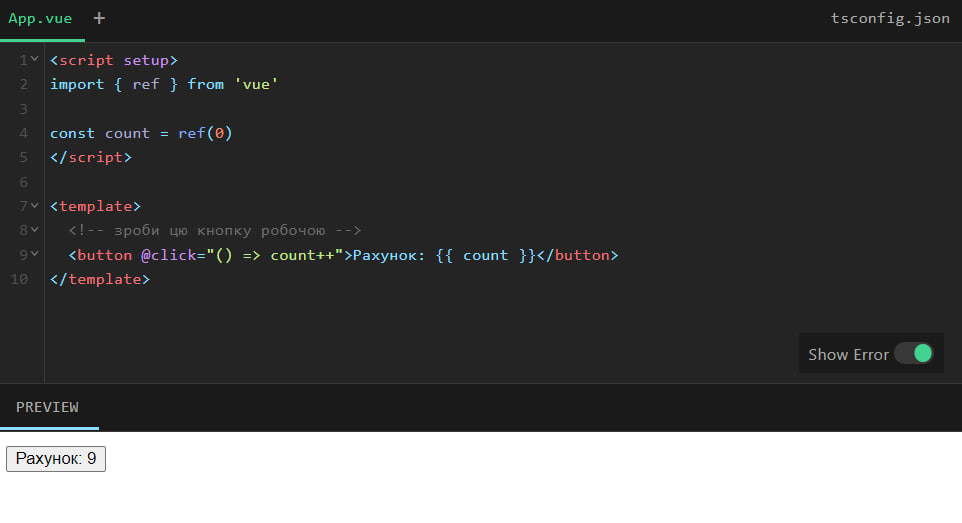 App.vue + tsconfig.json
1 <script setup>
2 import { ref } from 'vue'
3
4 const count = ref(0)
5 </script>
6
7 <template>
8   <!-- зроби цю кнопку робочою -->
9   <button @click="() => count++">Рахунок: {{ count }}</button>
10 </template>
Show Error
PREVIEW
Рахунок: 9